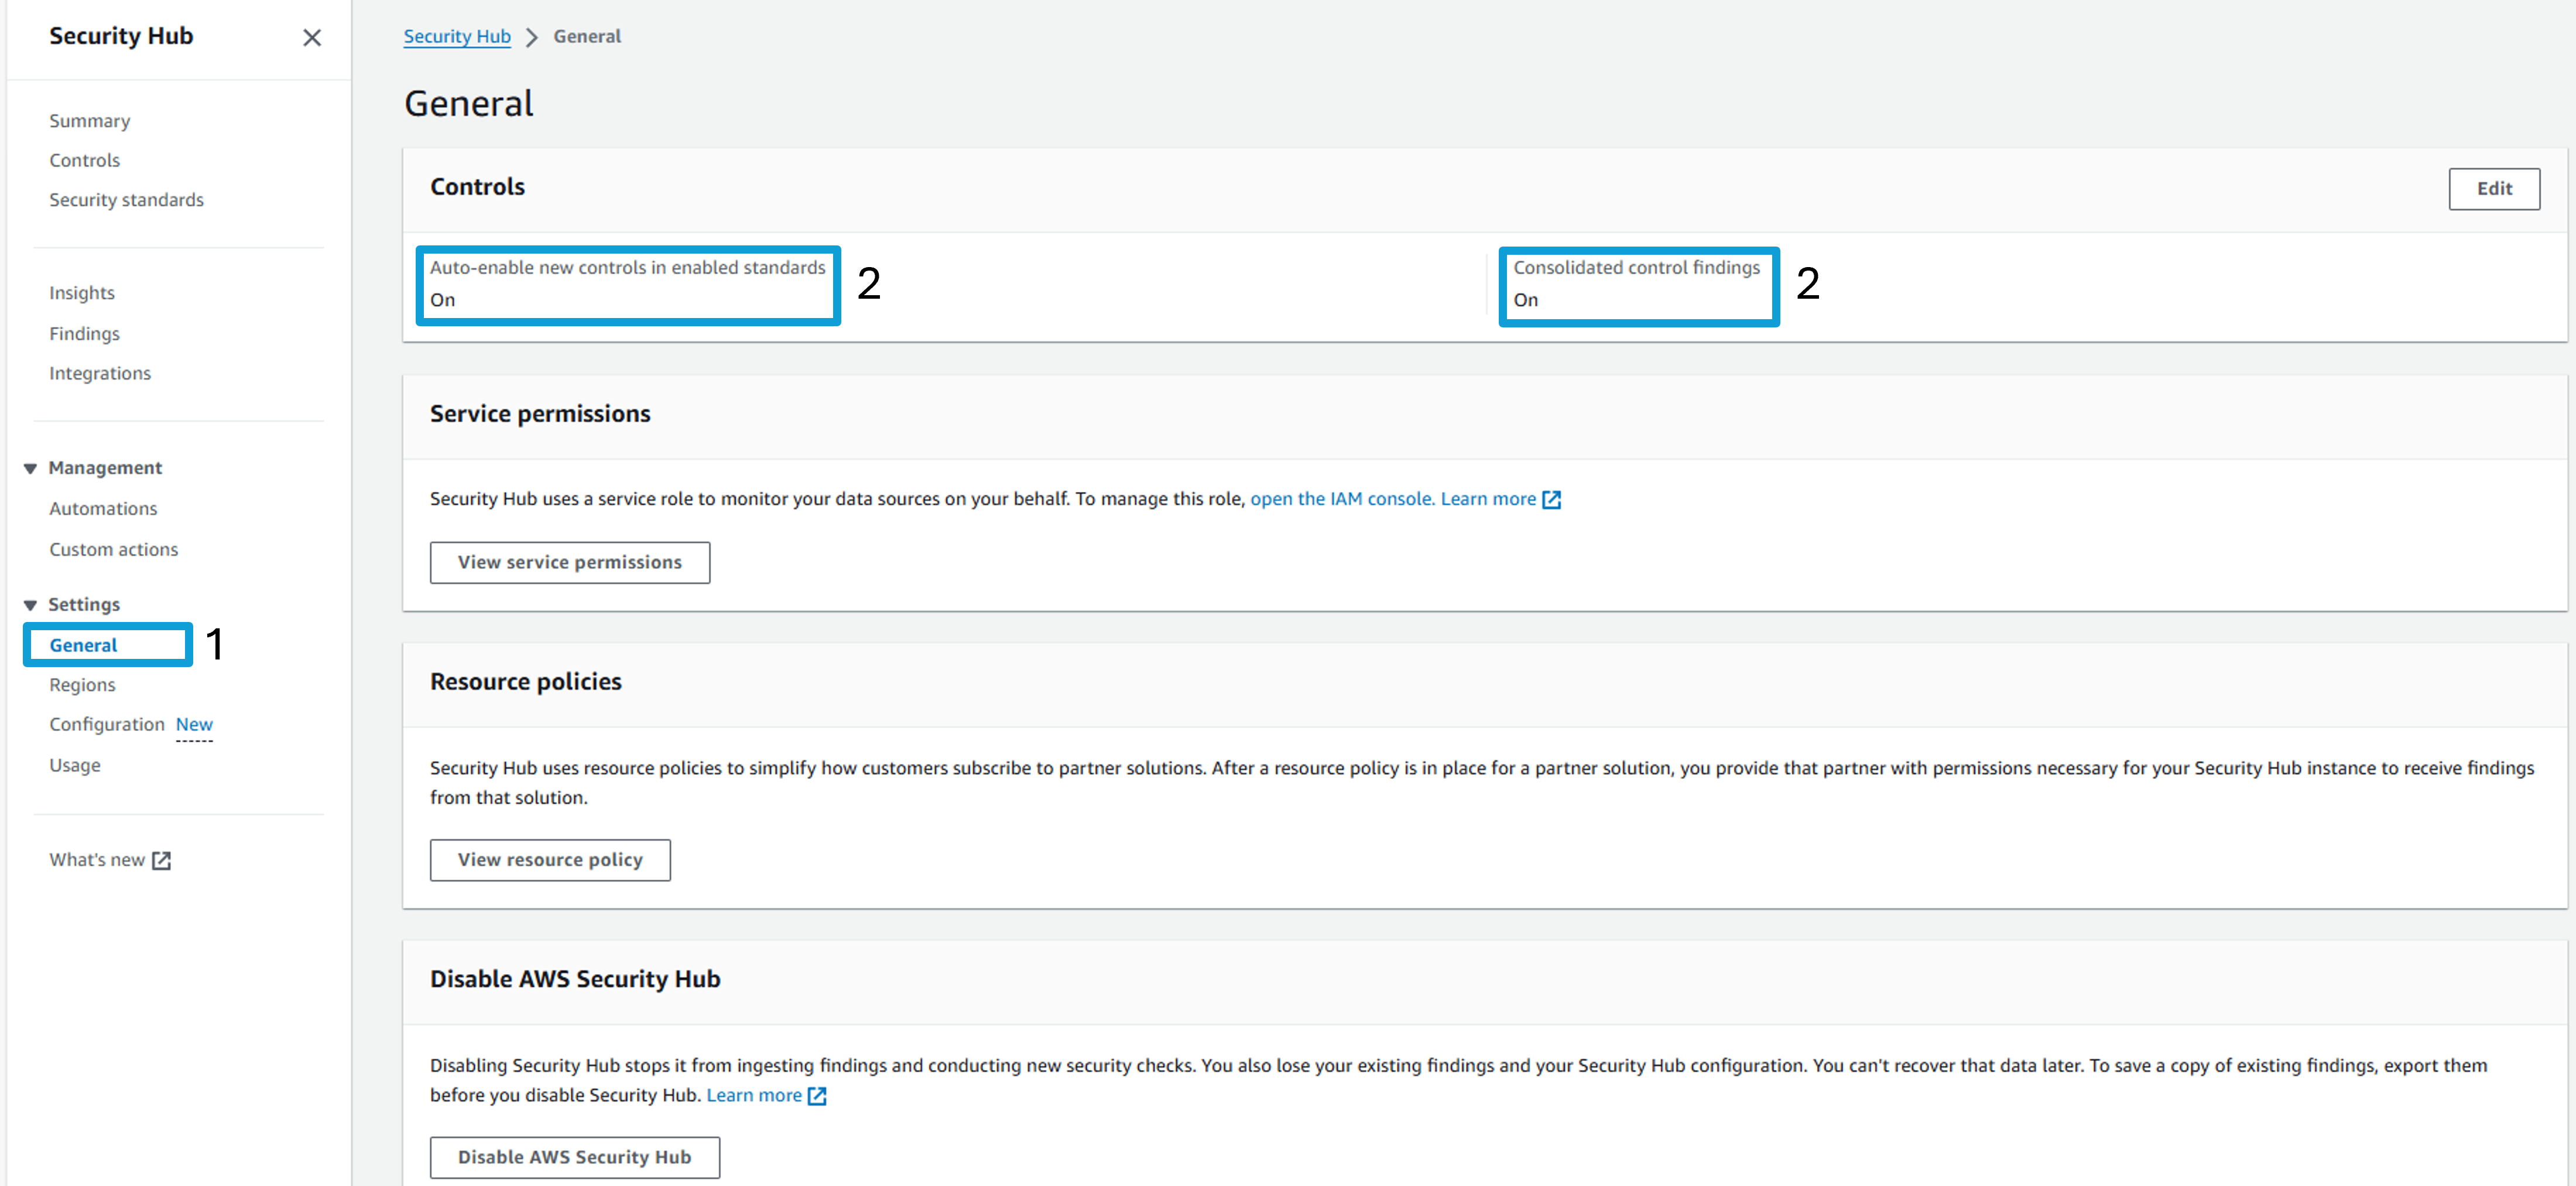 Security Hub
Summary
Controls
Security standards
Insights
Findings
Integrations
Management
Automations
Custom actions
Settings
General 1
Regions
Configuration New
Usage
What's new
Security Hub General
General
Controls
Edit
Auto-enable new controls in enabled standards
On
2
Consolidated control findings
On
2
Service permissions
Security Hub uses a service role to monitor your data sources on your behalf. To manage this role, open the IAM console. Learn more
View service permissions
Resource policies
Security Hub uses resource policies to simplify how customers subscribe to partner solutions. After a resource policy is in place for a partner solution, you provide that partner with permissions necessary for your Security Hub instance to receive findings
from that solution.
View resource policy
Disable AWS Security Hub
Disabling Security Hub stops it from ingesting findings and conducting new security checks. You also lose your existing findings and your Security Hub configuration. You can't recover that data later. To save a copy of existing findings, export them
before you disable Security Hub. Learn more
Disable AWS Security Hub